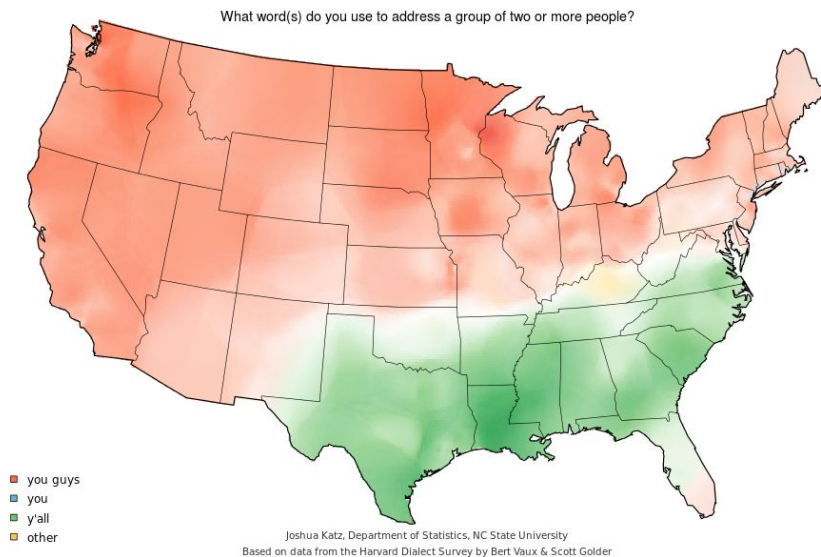 What word(s) do you use to address a group of two or more people?
you guys
you
y'all
other
Joshua Katz, Department of Statistics, NC State University
Based on data from the Harvard Dialect Survey by Bert Vaux & Scott Golder